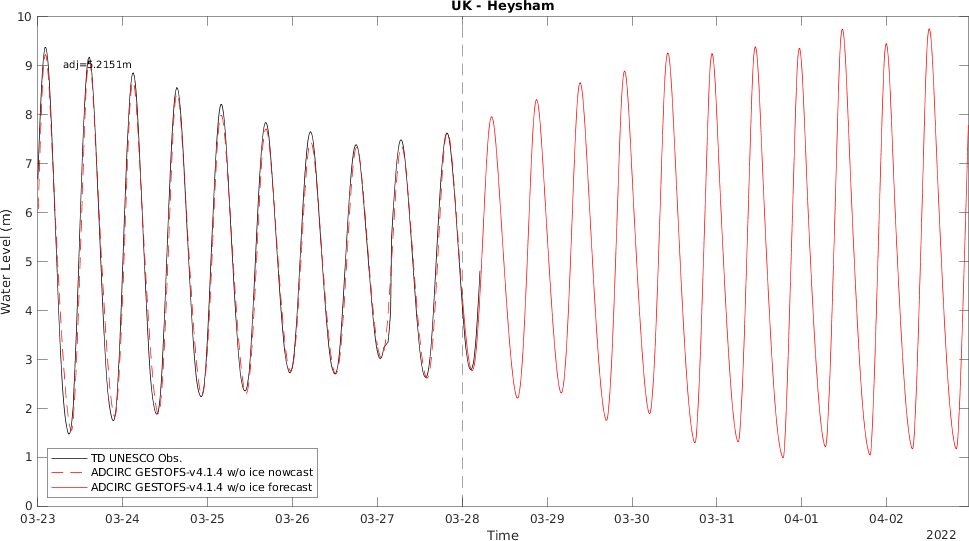 UK - Heysham
10
9
8
7
6
5
4
3
2
1
0
Water Level (m)
adj=5.2151m
TD UNESCO Obs.
ADCIRC GESTOFS-v4.1.4 w/o ice nowcast
ADCIRC GESTOFS-v4.1.4 w/o ice forecast
03-23 03-24 03-25 03-26 03-27 03-28 03-29 03-30 03-31 04-01 04-02
Time
2022